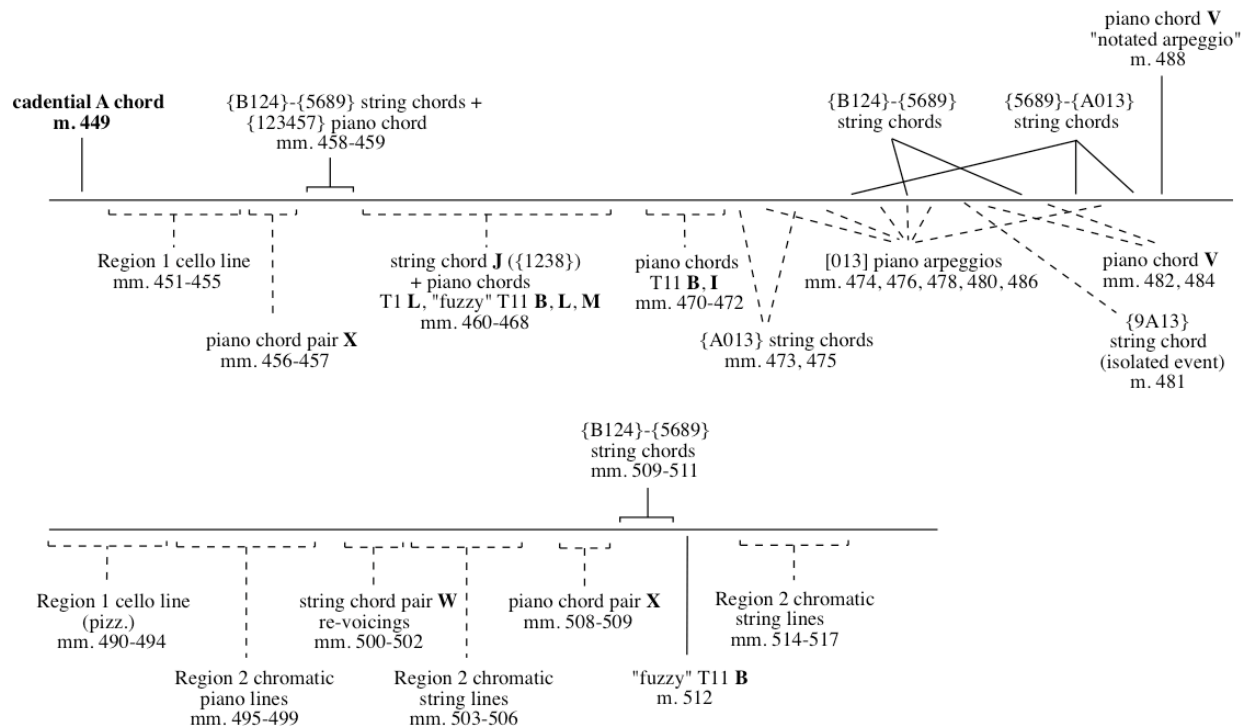 piano chord V
"notated arpeggio"
m. 488
cadential A chord
m. 449
{B124}-{5689} string chords +
{123457} piano chord
mm. 458-459
{B124}-{5689}
string chords
{5689}-{A013}
string chords
Region 1 cello line
mm. 451-455
piano chord pair X
mm. 456-457
string chord J ({1238})
+ piano chords
T1 L, "fuzzy" T11 B, L, M
mm. 460-468
piano chords
T11 B, I
mm. 470-472
{A013} string chords
mm. 473, 475
[013] piano arpeggios
mm. 474, 476, 478, 480, 486
piano chord V
mm. 482, 484
{9A13}
string chord
(isolated event)
m. 481
{B124}-{5689}
string chords
mm. 509-511
Region 1 cello line
(pizz.)
mm. 490-494
Region 2 chromatic
piano lines
mm. 495-499
string chord pair W
re-voicings
mm. 500-502
Region 2 chromatic
string lines
mm. 503-506
piano chord pair X
mm. 508-509
"fuzzy" T11 B
m. 512
Region 2 chromatic
string lines
mm. 514-517